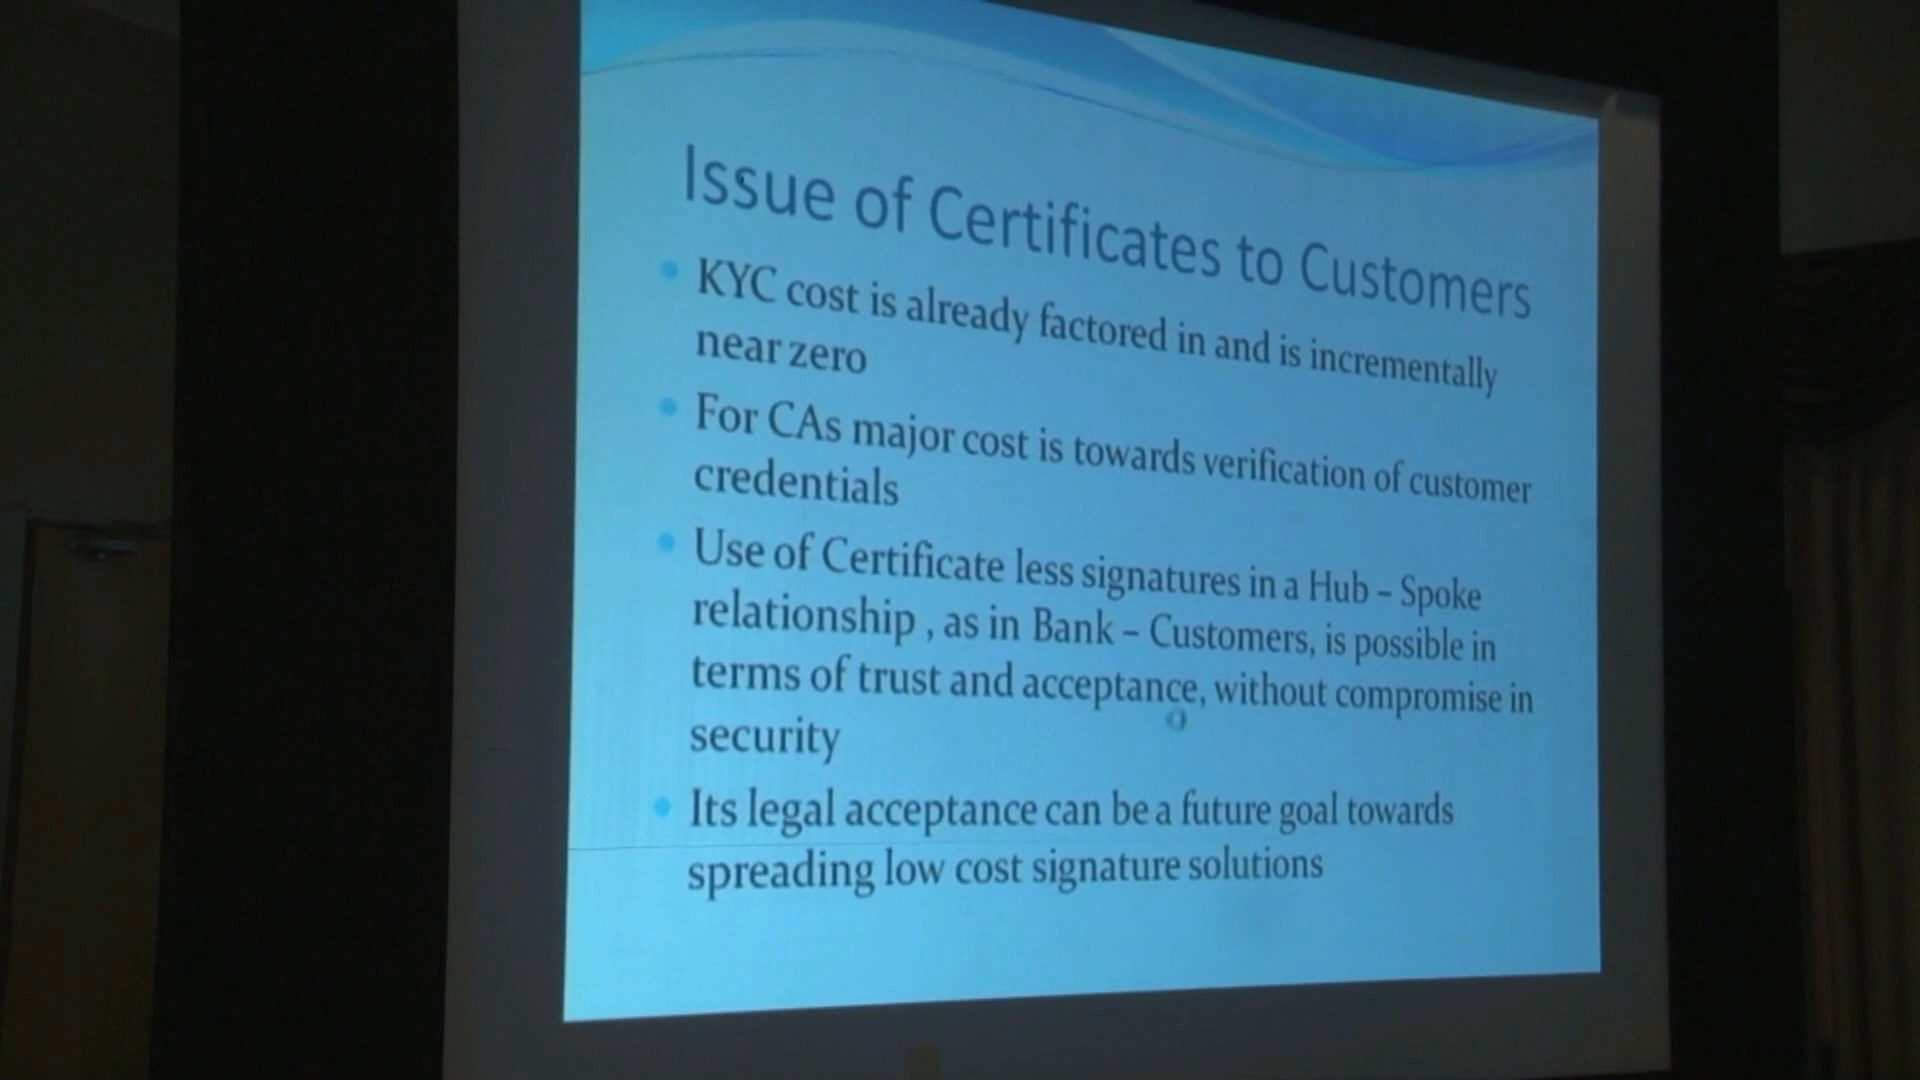 Issue of Certificates to Customers
KYC cost is already factored in and is incrementally
near zero
For CAs major cost is towards verification of customer
credentials
Use of Certificate less signatures in a Hub – Spoke
relationship , as in Bank – Customers, is possible in
terms of trust and acceptance, without compromise in
security
Its legal acceptance can be a future goal towards
spreading low cost signature solutions